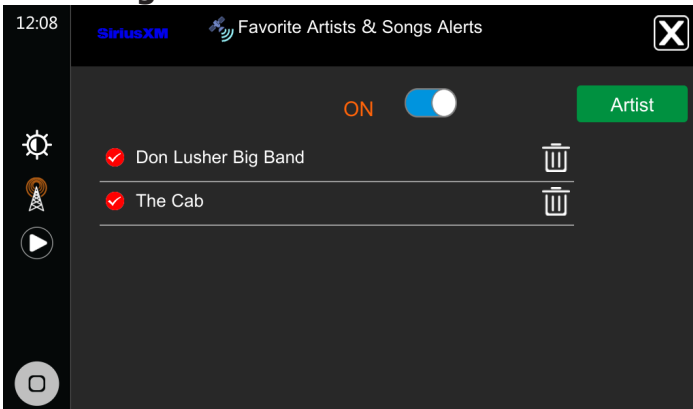 12:08
SiriusXM
Favorite Artists & Songs Alerts
X
ON
Artist
Don Lusher Big Band
The Cab